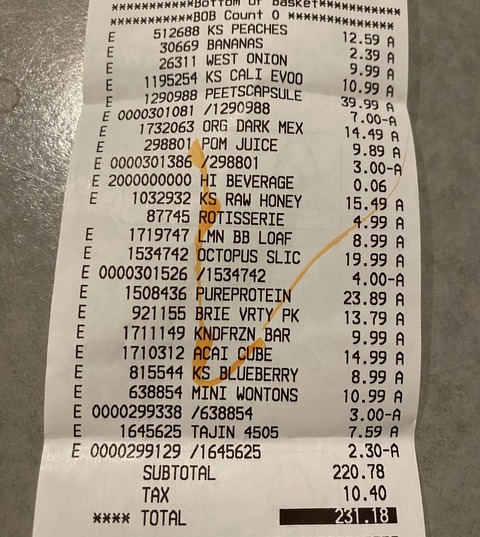 **********Bottom of Basket**********
**********BOB Count 0 **************
E 512688 KS PEACHES 12.59 A
E 30669 BANANAS 2.39 A
E 26311 WEST ONION 9.99 A
E 1195254 KS CALI EVOO 10.99 A
E 1290988 PEETSCAPSULE 39.99 A
E 0000301081 /1290988 7.00-A
E 1732063 ORG DARK MEX 14.49 A
E 298801 POM JUICE 9.89 A
E 0000301386 /298801 3.00-A
E 2000000000 HI BEVERAGE 0.06
E 1032932 KS RAW HONEY 15.49 A
87745 ROTISSERIE 4.99 A
E 1719747 LMN BB LOAF 8.99 A
E 1534742 OCTOPUS SLIC 19.99 A
E 0000301526 /1534742 4.00-A
E 1508436 PUREPROTEIN 23.89 A
E 921155 BRIE VRTY PK 13.79 A
E 1711149 KNDFRZN BAR 9.99 A
E 1710312 ACAI CUBE 14.99 A
E 815544 KS BLUEBERRY 8.99 A
E 638854 MINI WONTONS 10.99 A
E 0000299338 /638854 3.00-A
E 1645625 TAJIN 4505 7.59 A
E 0000299129 /1645625 2.30-A
SUBTOTAL 220.78
TAX 10.40
**** TOTAL 231.18